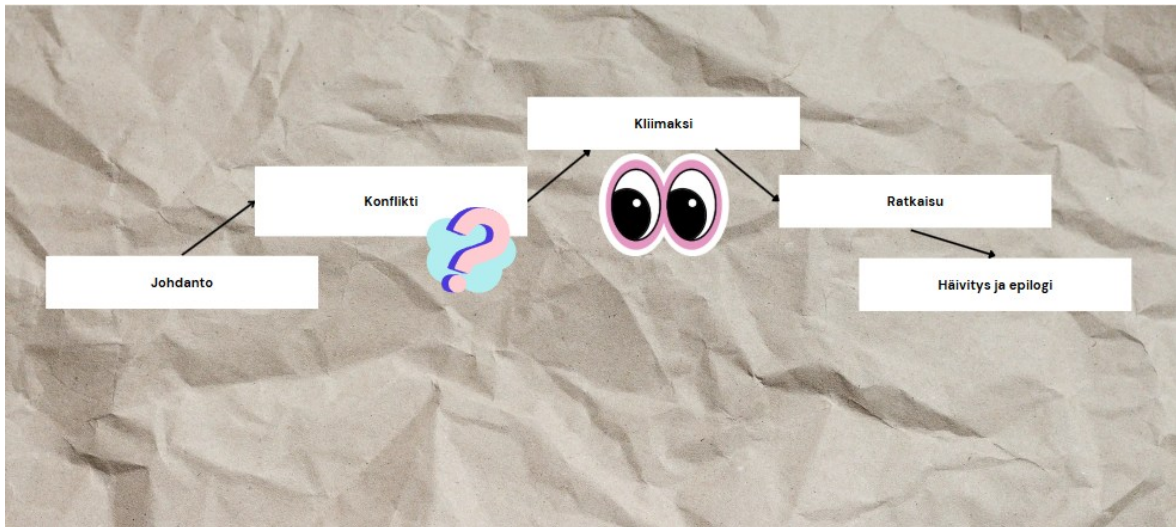 Johdanto
Konflikti
Kliimaksi
Ratkaisu
Häivitys ja epilogi